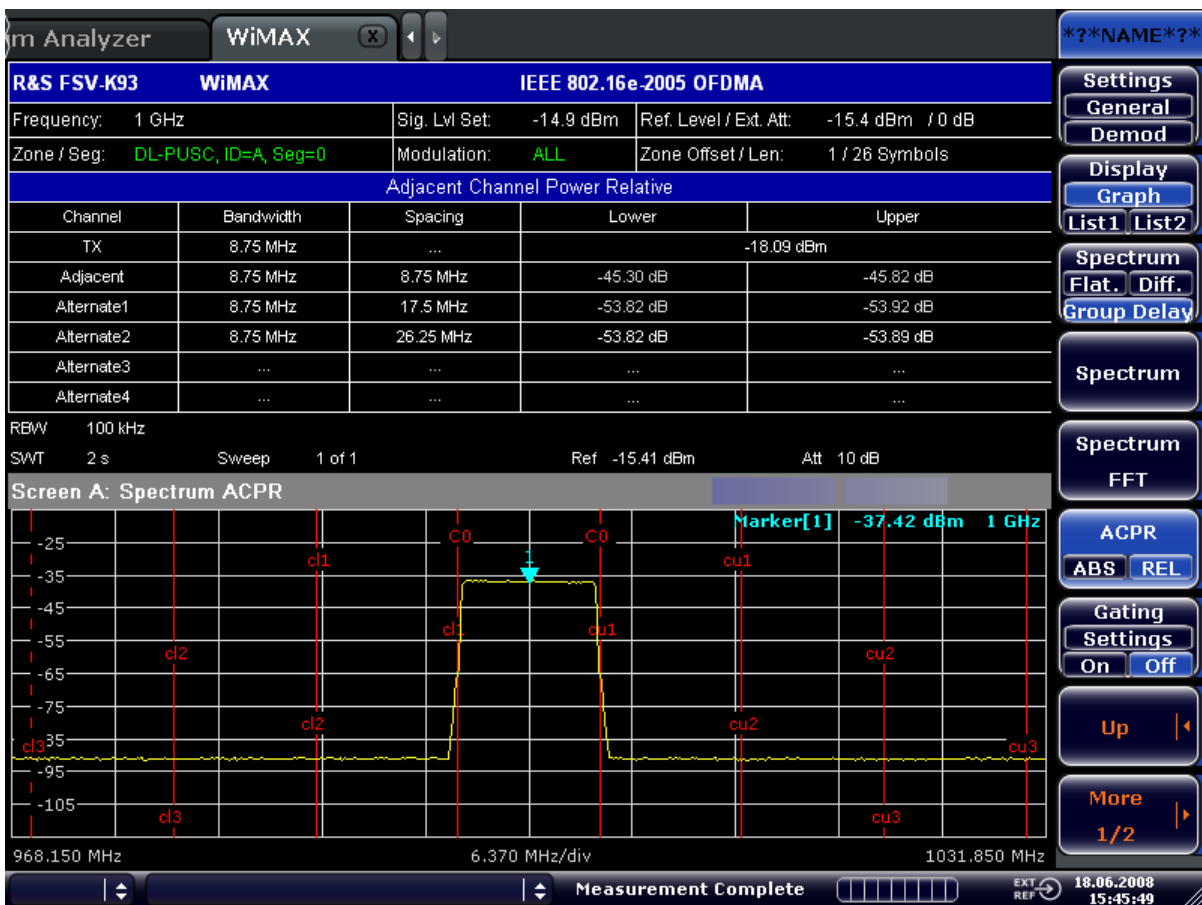 m Analyzer WiMAX X
*?*NAME*?*
R&S FSV-K93 WiMAX IEEE 802.16e-2005 OFDMA
Frequency: 1 GHz Sig. Lvl Set: -14.9 dBm Ref. Level / Ext. Att: -15.4 dBm / 0 dB
Zone / Seg: DL-PUSC, ID=A, Seg=0 Modulation: ALL Zone Offset / Len: 1 / 26 Symbols
Adjacent Channel Power Relative
Channel Bandwidth Spacing Lower Upper
TX 8.75 MHz ... -18.09 dBm
Adjacent 8.75 MHz 8.75 MHz -45.30 dB -45.82 dB
Alternate1 8.75 MHz 17.5 MHz -53.82 dB -53.92 dB
Alternate2 8.75 MHz 26.25 MHz -53.82 dB -53.89 dB
Alternate3 ... ... ... ...
Alternate4 ... ... ... ...
RBW 100 kHz
SWT 2 s Sweep 1 of 1 Ref -15.41 dBm Att 10 dB
Screen A: Spectrum ACPR
Marker[1] -37.42 dBm 1 GHz
C0 C0
-25
cl1 1 cu1
-35
-45
cl1 cu1
-55
cl2 cu2
-65
-75
cl2 cu2
35
cl3 cu3
-95
-105
cl3 cu3
968.150 MHz 6.370 MHz/div 1031.850 MHz
Measurement Complete
EXT REF
18.06.2008
15:45:49
Settings
General
Demod
Display
Graph
List1 List2
Spectrum
Flat. Diff.
Group Delay
Spectrum
Spectrum
FFT
ACPR
ABS REL
Gating
Settings
On Off
Up
More
1/2